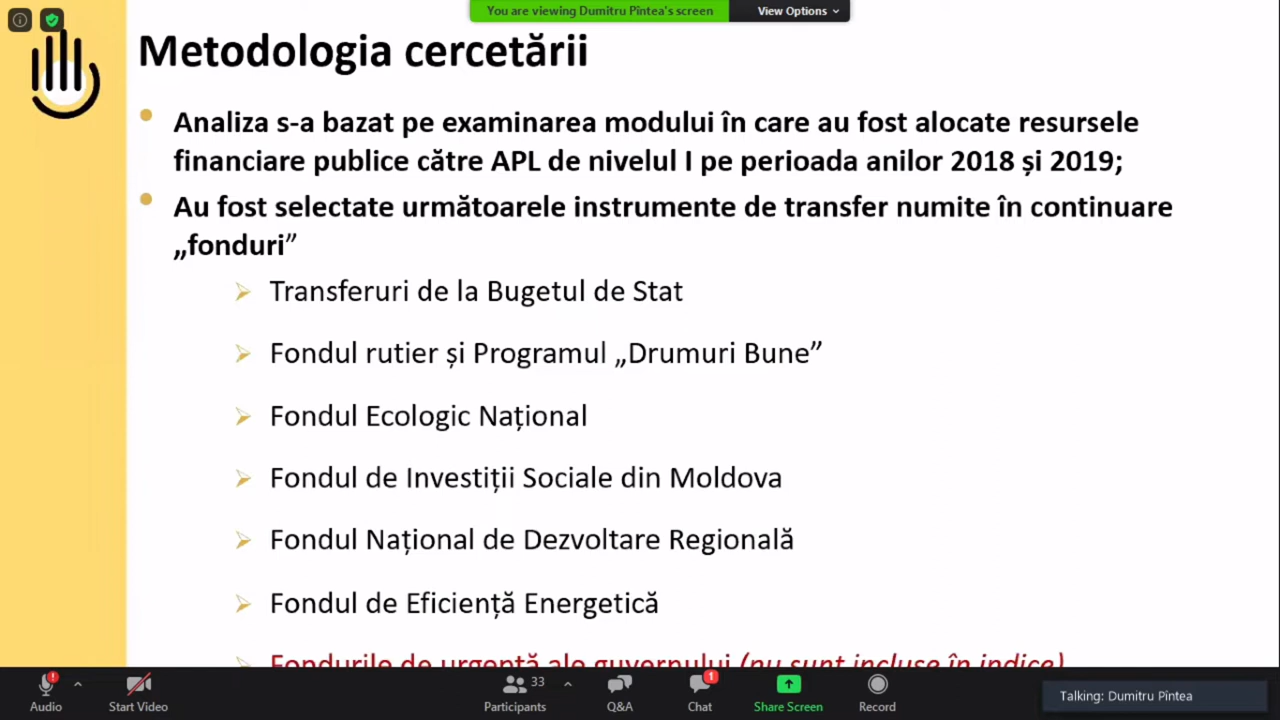 You are viewing Dumitru Pîntea's screen
View Options
Metodologia cercetării
Analiza s-a bazat pe examinarea modului în care au fost alocate resursele
financiare publice către APL de nivelul I pe perioada anilor 2018 și 2019;
Au fost selectate următoarele instrumente de transfer numite în continuare
„fonduri”
Transferuri de la Bugetul de Stat
Fondul rutier și Programul „Drumuri Bune”
Fondul Ecologic Național
Fondul de Investiții Sociale din Moldova
Fondul Național de Dezvoltare Regională
Fondul de Eficiență Energetică
Fondurile de urgență ale guvernului (nu sunt incluse în indice)
33
1
Audio
Start Video
Participants
Q&A
Chat
Share Screen
Record
Talking: Dumitru Pîntea